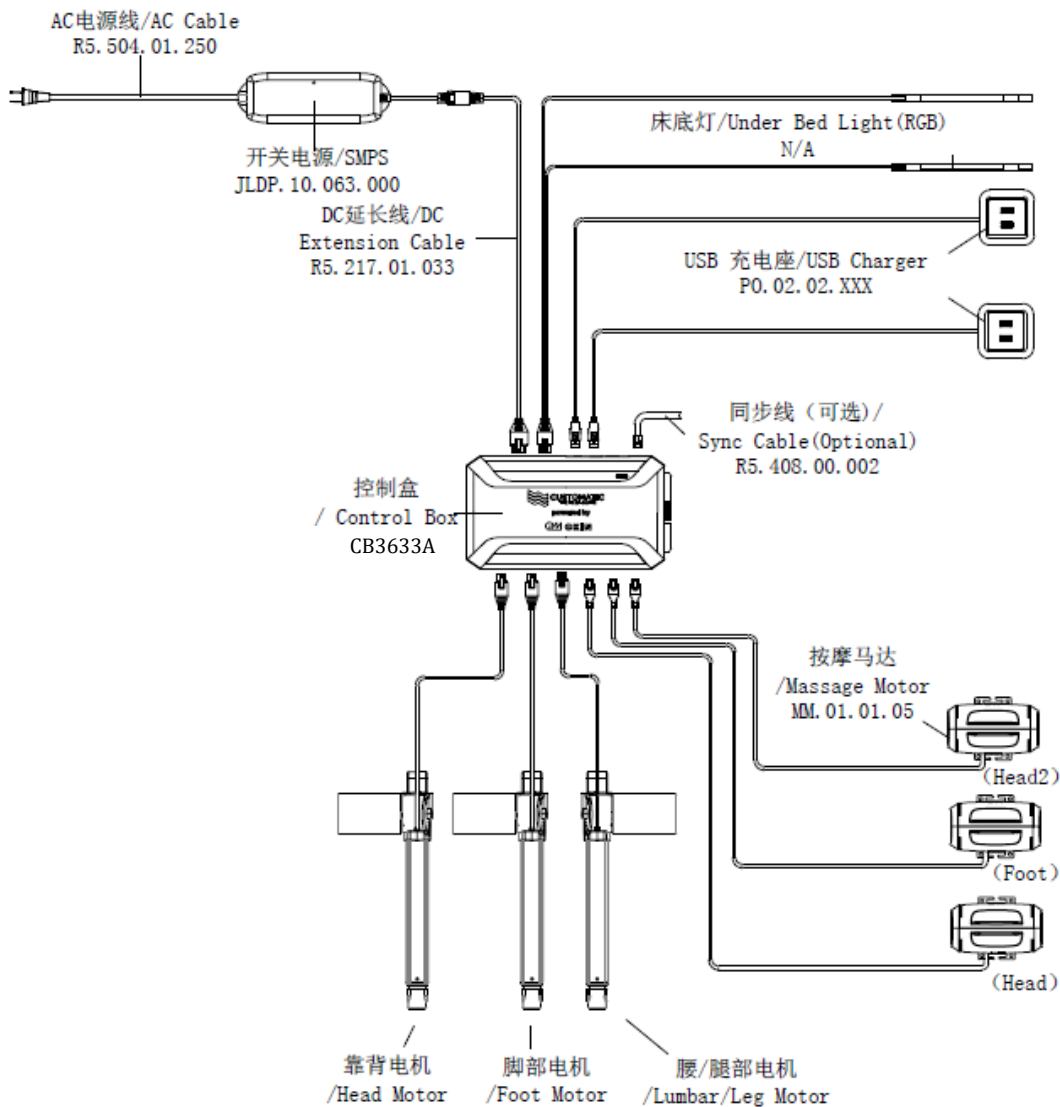 AC电源线/AC Cable
R5.504.01.250
开关电源/SMPS
JLDP.10.063.000
DC延长线/DC
Extension Cable
R5.217.01.033
床底灯/Under Bed Light(RGB)
N/A
USB 充电座/USB Charger
P0.02.02.XXX
同步线（可选)/
Sync Cable(Optional)
R5.408.00.002
控制盒
/ Control Box
CB3633A
CUSTOMATIC
powered by
按摩马达
/Massage Motor
MM.01.01.05
(Head2)
(Foot)
(Head)
靠背电机
/Head Motor
脚部电机
/Foot Motor
腰/腿部电机
/Lumbar/Leg Motor